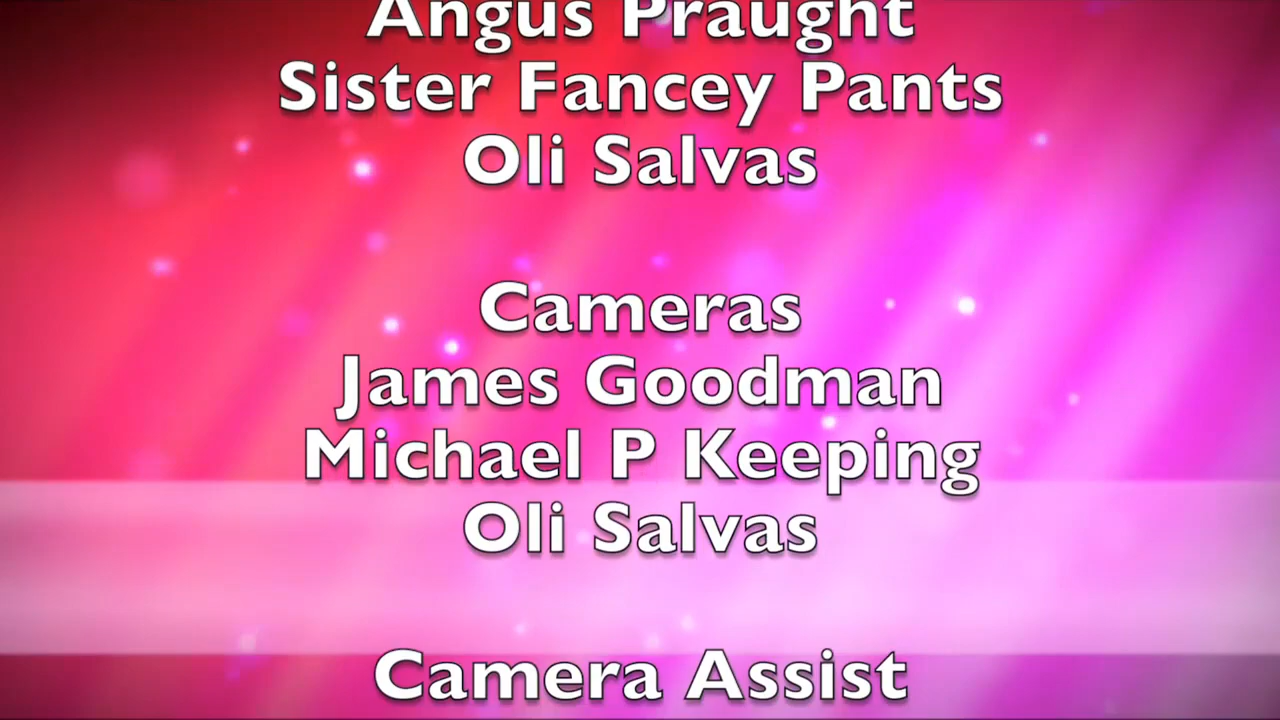 Angus Praught
Sister Fancey Pants
Oli Salvas
Cameras
James Goodman
Michael P Keeping
Oli Salvas
Camera Assist